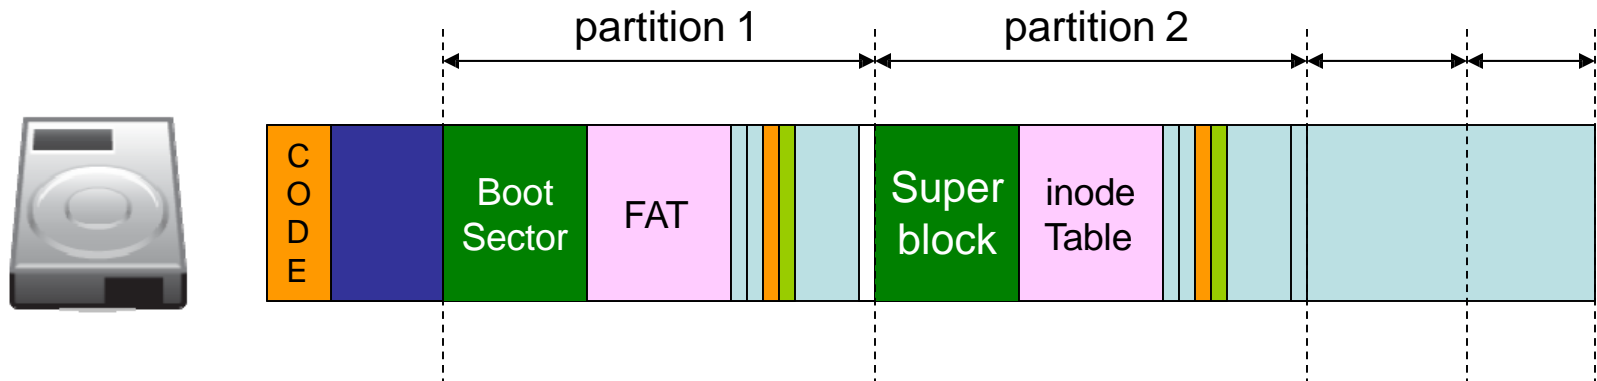 partition 1
partition 2
C
O
D
E
Boot
Sector
FAT
Super
block
inode
Table